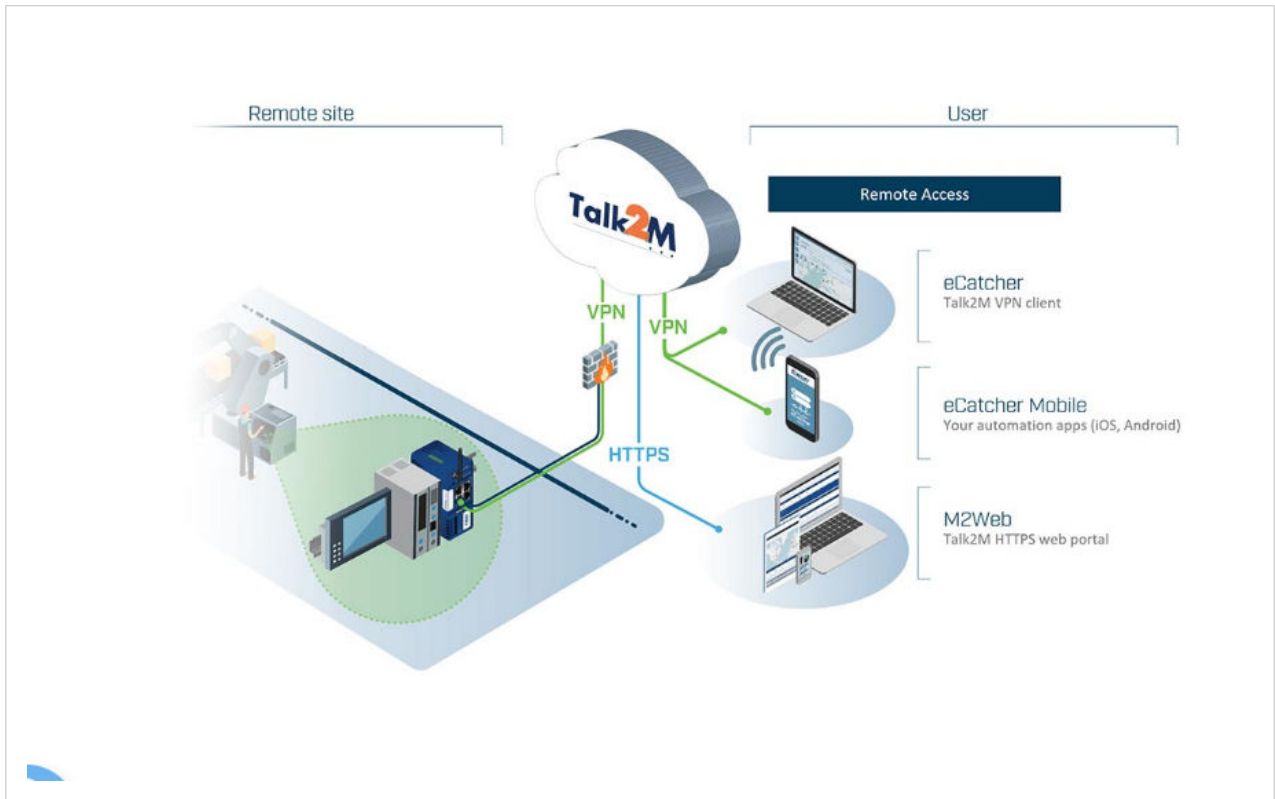 Remote site
User
Talk2M
Remote Access
eCatcher
Talk2M VPN client
VPN
VPN
eCatcher Mobile
Your automation apps (iOS, Android)
HTTPS
M2Web
Talk2M HTTPS web portal